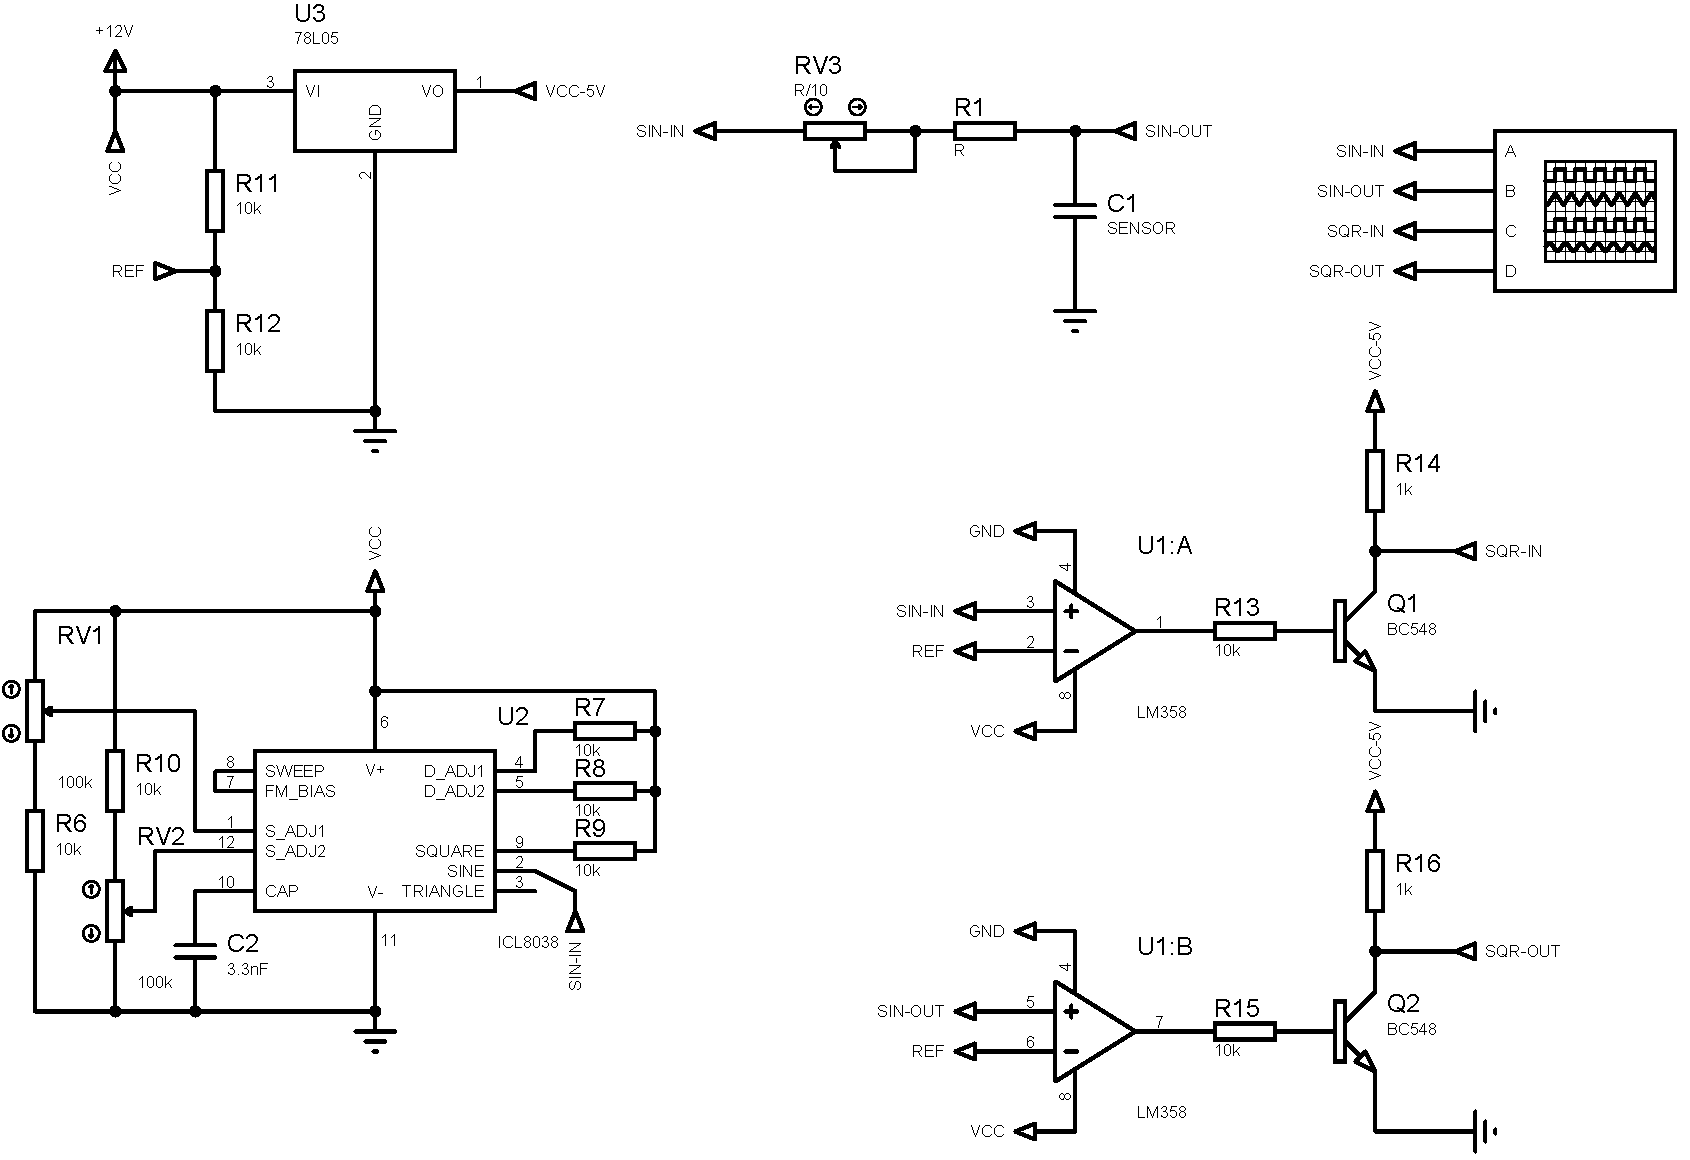 +12V
U3
78L05
3
VI
VO
1
VCC-5V
GND
2
VCC
R11
10k
REF
R12
10k
RV3
R/10
SIN-IN
R1
R
SIN-OUT
C1
SENSOR
SIN-IN
A
SIN-OUT
B
SQR-IN
C
SQR-OUT
D
VCC
RV1
6
U2
R7
10k
R8
10k
R9
10k
100k
R10
10k
R6
10k
RV2
100k
8
SWEEP
7
FM_BIAS
1
S_ADJ1
12
S_ADJ2
10
CAP
V+
V-
D_ADJ1
4
D_ADJ2
5
SQUARE
9
SINE
2
TRIANGLE
3
11
ICL8038
SIN-IN
C2
3.3nF
VCC-5V
R14
1k
SQR-IN
GND
4
U1:A
SIN-IN
3
REF
2
+
−
1
8
VCC
LM358
R13
10k
Q1
BC548
VCC-5V
R16
1k
SQR-OUT
GND
4
U1:B
SIN-OUT
5
REF
6
+
−
7
8
VCC
LM358
R15
10k
Q2
BC548